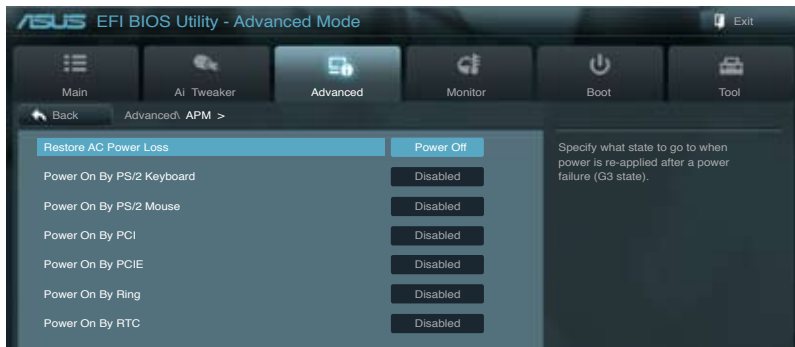 ASUS EFI BIOS Utility - Advanced Mode
Exit
Main
Ai Tweaker
Advanced
Monitor
Boot
Tool
Back
Advanced\ APM >
Restore AC Power Loss Power Off
Power On By PS/2 Keyboard Disabled
Power On By PS/2 Mouse Disabled
Power On By PCI Disabled
Power On By PCIE Disabled
Power On By Ring Disabled
Power On By RTC Disabled
Specify what state to go to when
power is re-applied after a power
failure (G3 state).